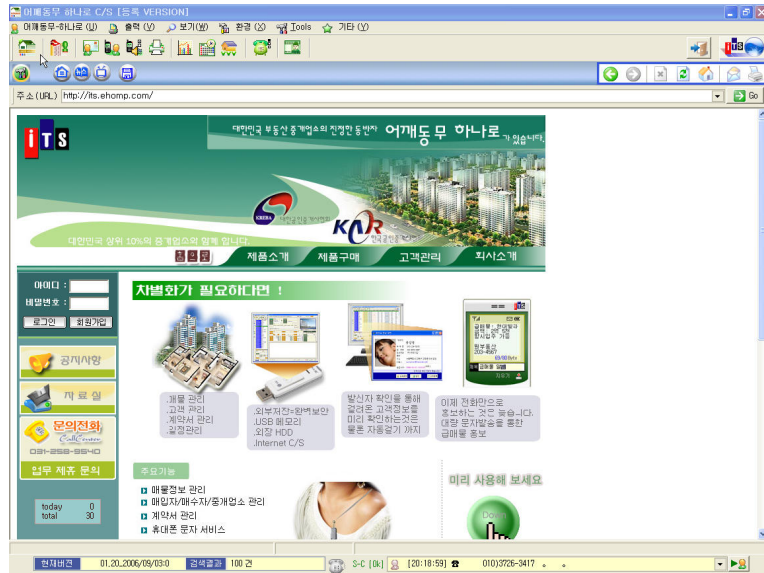 어깨동무 하나로 C/S [등록 VERSION]
어깨동무-하나로 (U) 출력 (V) 보기(W) 환경 (X) Tools 기타 (Y)
주소(URL) http://its.ehomp.com/ Go
iTS
대한민국 부동산중개업소의 진정한 동반자 어깨동무 하나로 가 있습니다.
KREBA
KAR
대한민국 상위 10%의 중개업소와 함께 합니다.
홈으로 제품소개 제품구매 고객관리 회사소개
아이디 :
비밀번호 :
로그인 회원가입
공지사항
자료실
문의전화
Call Center
031-258-9640
업무 제휴 문의
today 0
total 30
차별화가 필요하다면 !
.매물 관리
.고객 관리
.계약서 관리
.일정관리
.외부저장=완벽보안
.USB 메모리
.외장 HDD
.Internet C/S
발신자 확인을 통해
걸려온 고객정보를
미리 확인하는것은
물론 자동걸기 까지
이제 전화만으로
홍보하는 것은 늦습니다.
대량 문자발송을 통한
급매물 홍보
주요기능
매물정보 관리
매입자/매수자/중개업소 관리
계약서 관리
휴대폰 문자 서비스
미리 사용해 보세요
Down
현재버전 01.20..2006/09/03:0 검색결과 100 건 S-C [Ok] [20:18:59] ☎ 010)3726-3417 . .